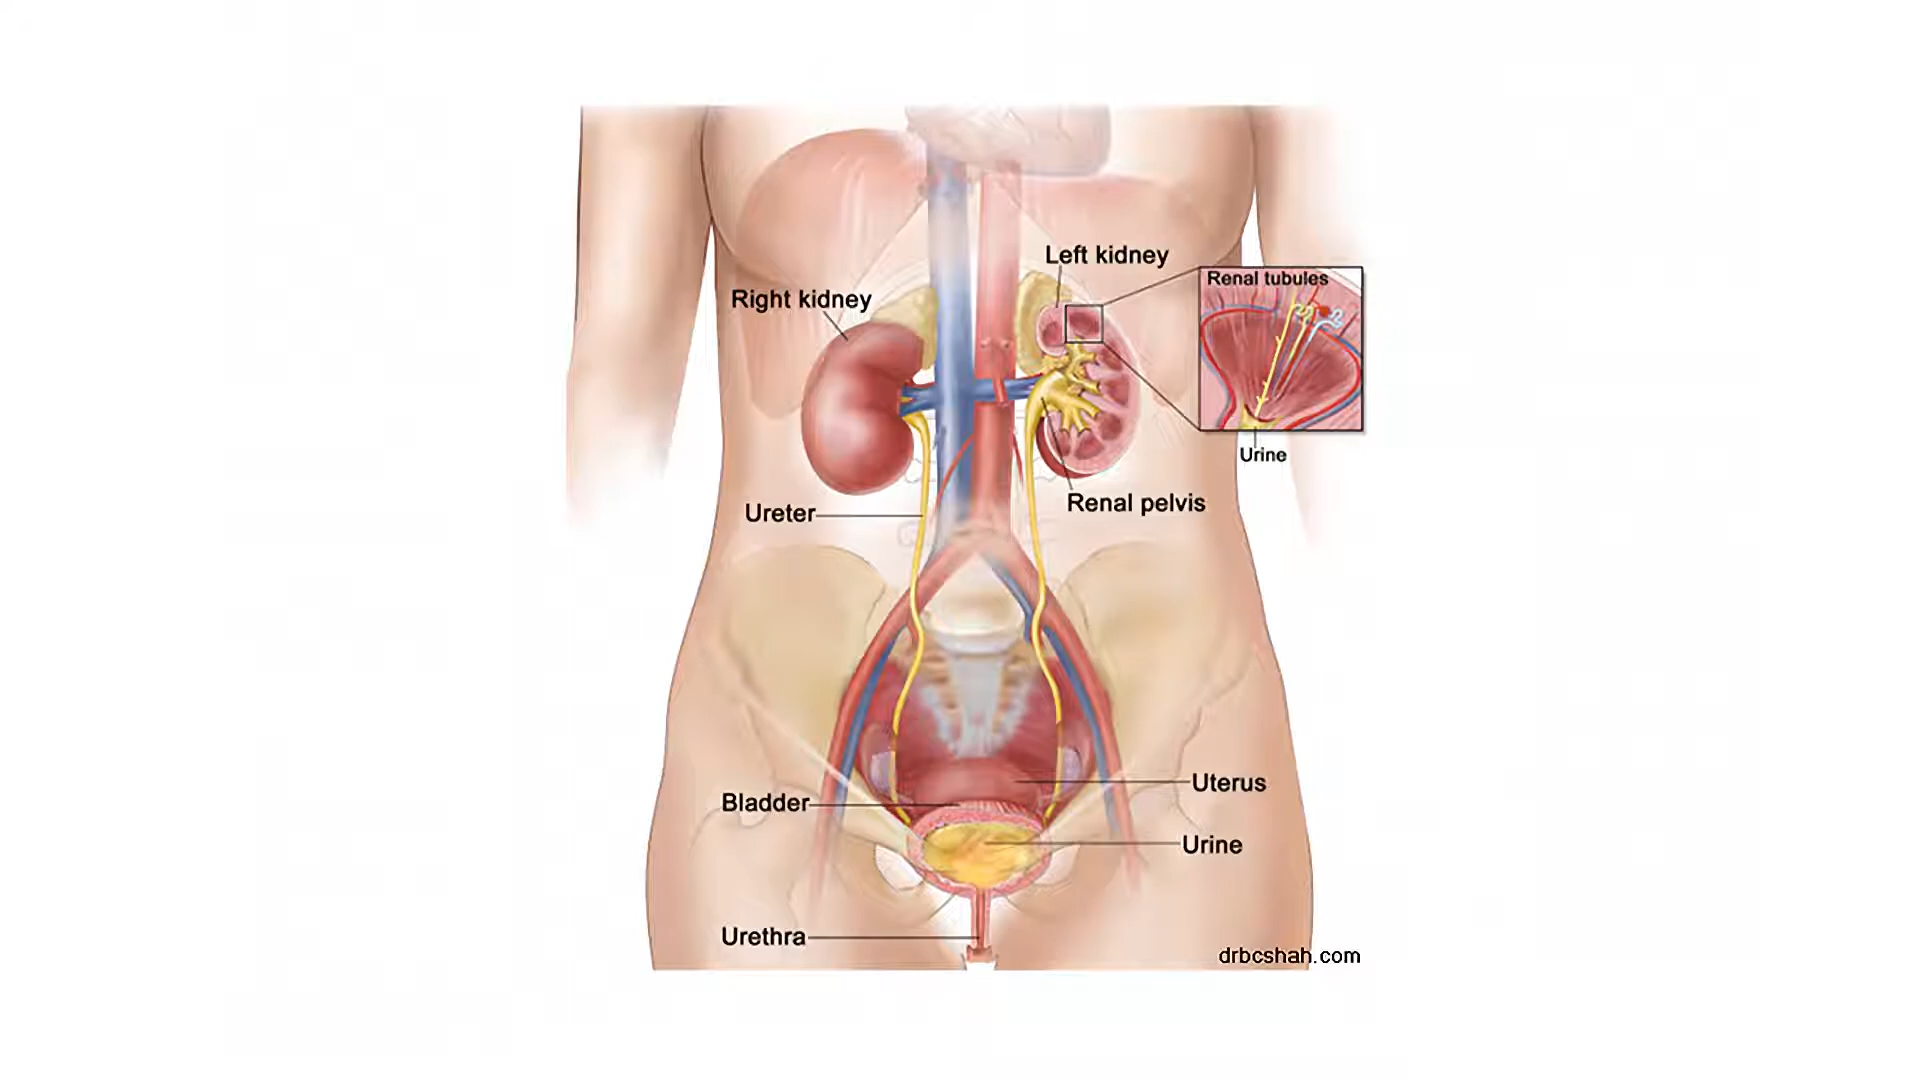 Left kidney
Renal tubules
Right kidney
Urine
Renal pelvis
Ureter
Uterus
Bladder
Urine
Urethra
drbcshah.com